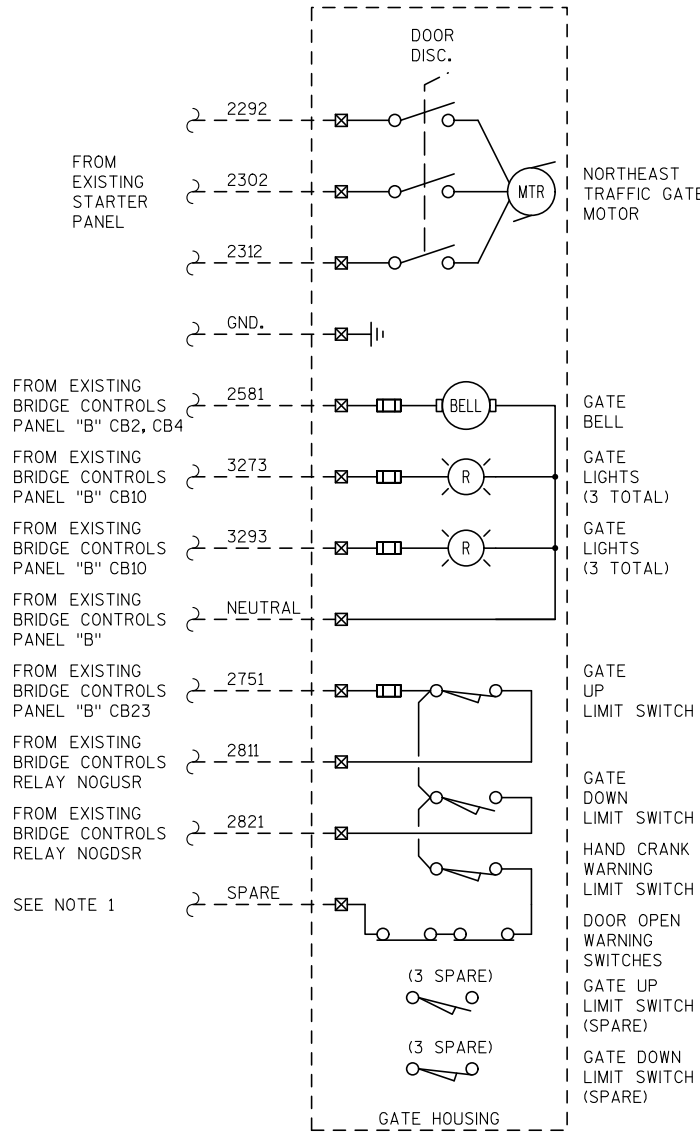 DOOR
DISC.
2292
FROM
EXISTING
STARTER
PANEL
2302
MTR
NORTHEAST
TRAFFIC GATE
MOTOR
2312
GND.
FROM EXISTING
BRIDGE CONTROLS
PANEL "B" CB2, CB4
2581
BELL
GATE
BELL
FROM EXISTING
BRIDGE CONTROLS
PANEL "B" CB10
3273
R
GATE
LIGHTS
(3 TOTAL)
FROM EXISTING
BRIDGE CONTROLS
PANEL "B" CB10
3293
R
GATE
LIGHTS
(3 TOTAL)
FROM EXISTING
BRIDGE CONTROLS
PANEL "B"
NEUTRAL
FROM EXISTING
BRIDGE CONTROLS
PANEL "B" CB23
2751
GATE
UP
LIMIT SWITCH
FROM EXISTING
BRIDGE CONTROLS
RELAY NOGUSR
2811
GATE
DOWN
LIMIT SWITCH
FROM EXISTING
BRIDGE CONTROLS
RELAY NOGDSR
2821
HAND CRANK
WARNING
LIMIT SWITCH
SEE NOTE 1
SPARE
DOOR OPEN
WARNING
SWITCHES
(3 SPARE)
GATE UP
LIMIT SWITCH
(SPARE)
(3 SPARE)
GATE DOWN
LIMIT SWITCH
(SPARE)
GATE HOUSING